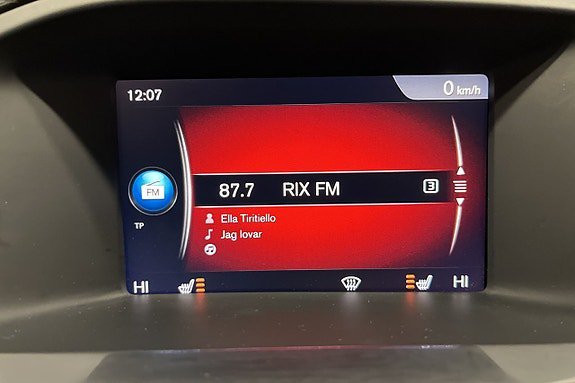 12:07
0 km/h
FM
87.7 RIX FM 3
TP
Ella Tiritiello
Jag lovar
HI HI